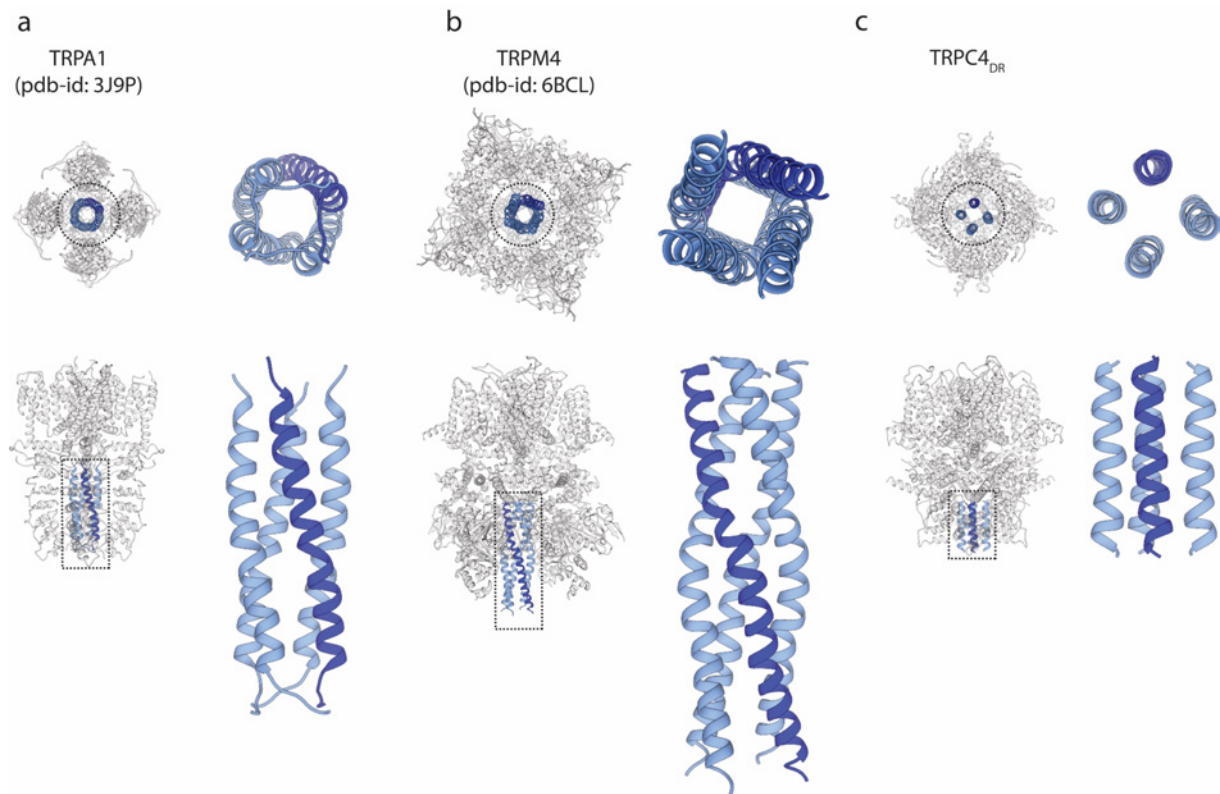 a
TRPA1
(pdb-id: 3J9P)
b
TRPM4
(pdb-id: 6BCL)
c
TRPC4DR